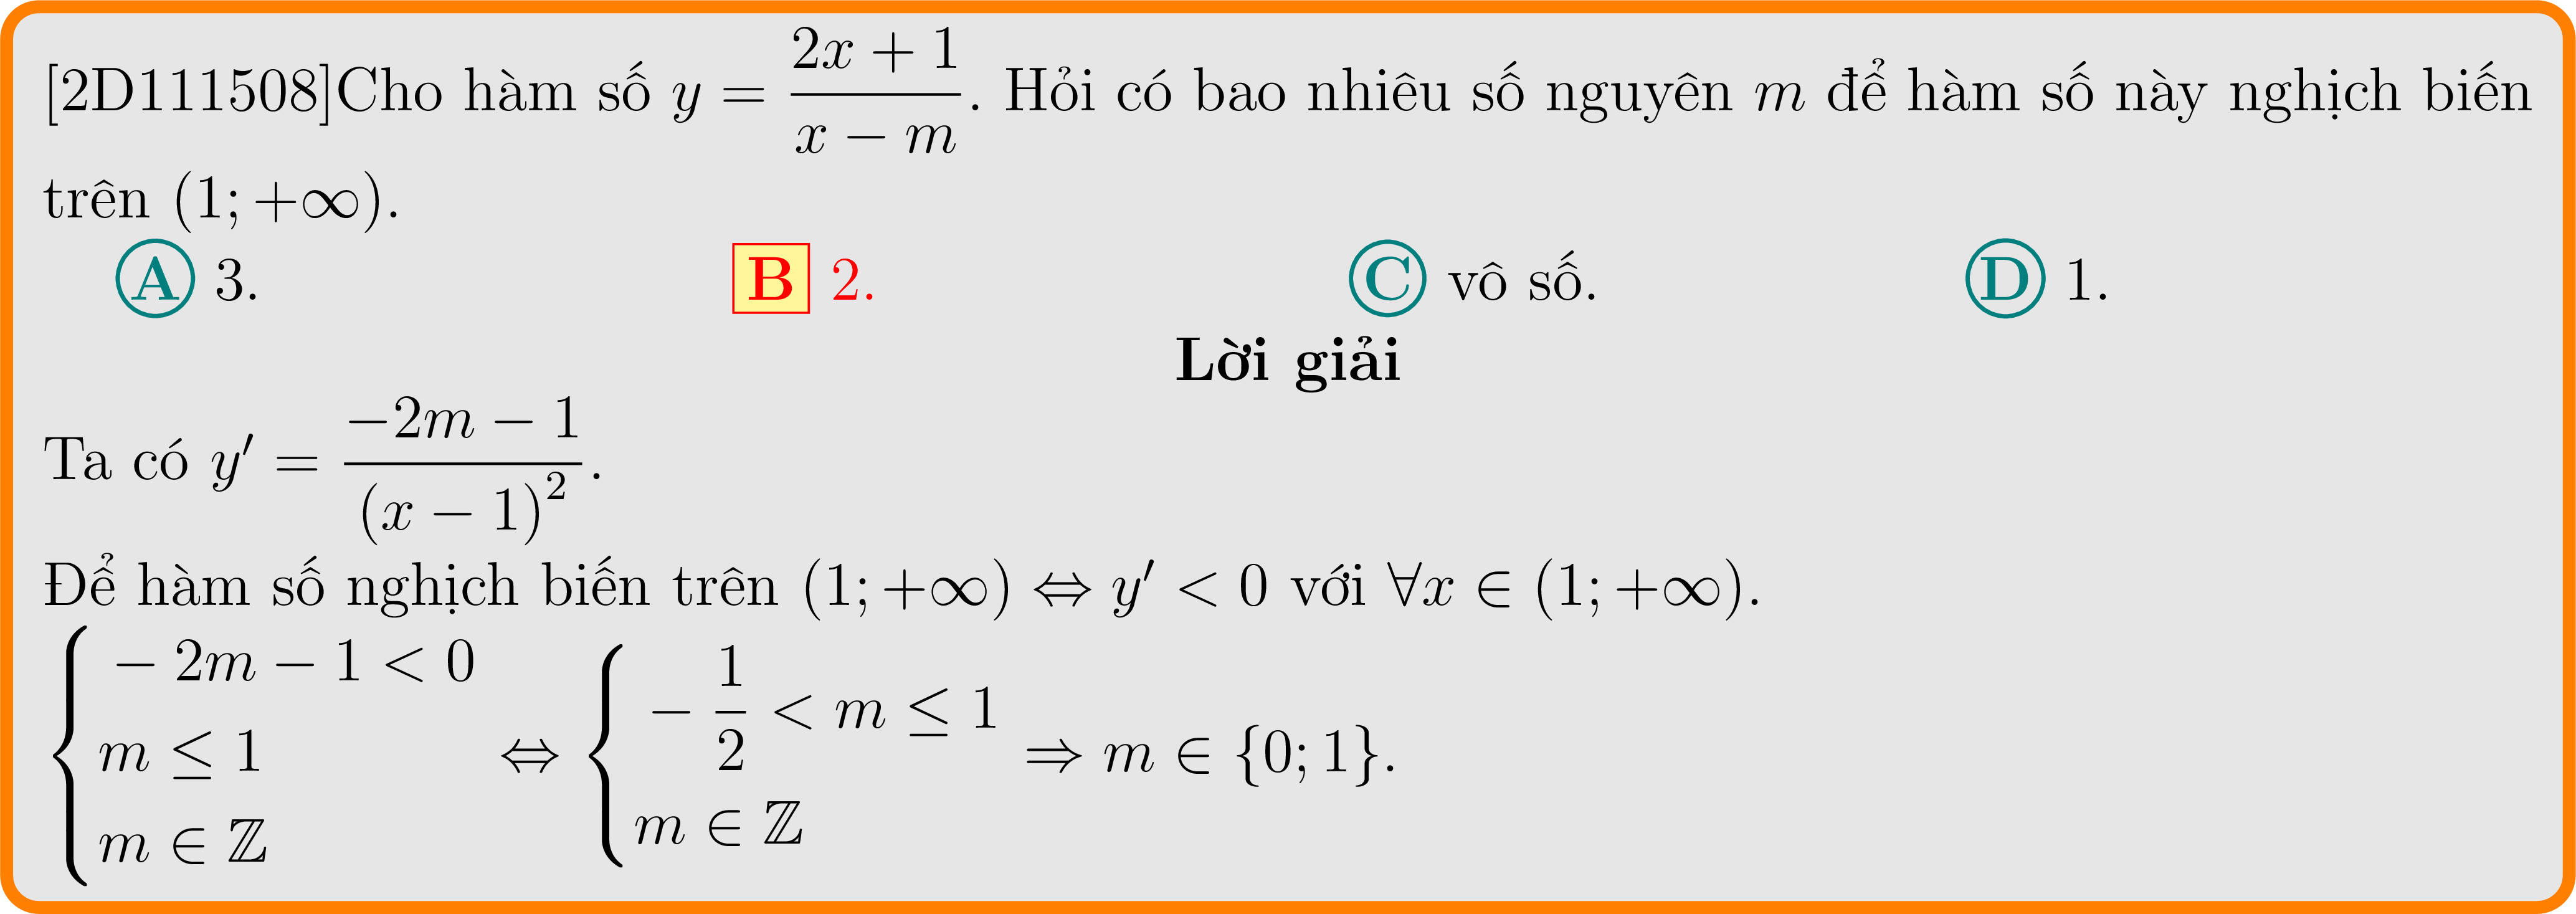 [2D111508]Cho hàm số $y = \dfrac{2x+1}{x-m}$. Hỏi có bao nhiêu số nguyên $m$ để hàm số này nghịch biến
trên $(1; +\infty)$.
A 3. B 2. C vô số. D 1.
Lời giải
Ta có $y' = \dfrac{-2m-1}{(x-1)^2}$.
Để hàm số nghịch biến trên $(1; +\infty) \Leftrightarrow y' < 0$ với $\forall x \in (1; +\infty)$.
$\begin{cases} -2m-1 < 0 \\ m \leq 1 \\ m \in \mathbb{Z} \end{cases} \Leftrightarrow \begin{cases} -\dfrac{1}{2} < m \leq 1 \\ m \in \mathbb{Z} \end{cases} \Rightarrow m \in \{0; 1\}.$